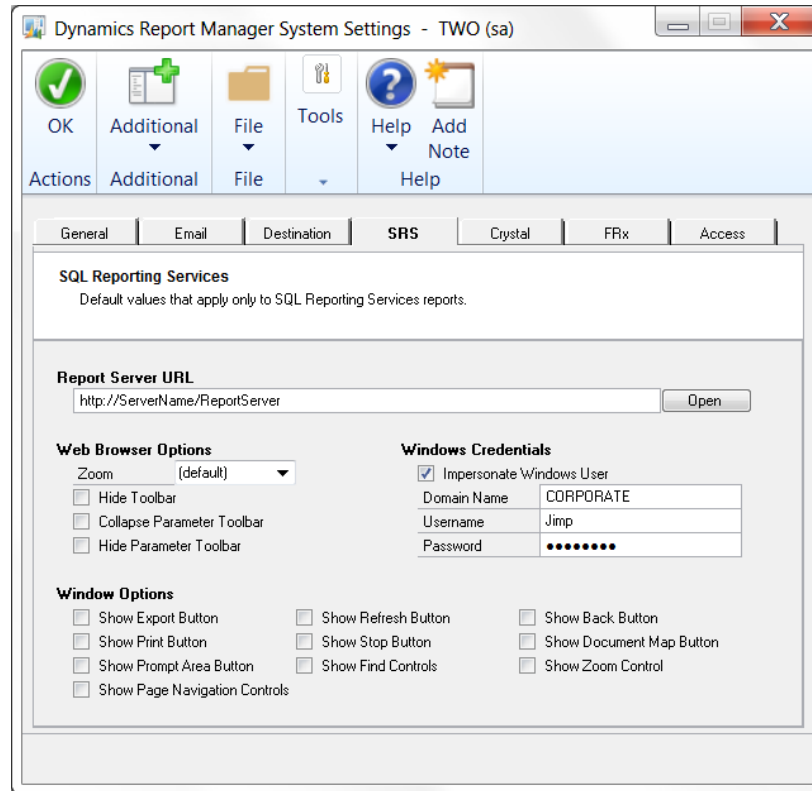 Dynamics Report Manager System Settings - TWO (sa)
OK
Additional
File
Tools
Help
Add Note
Actions
Additional
File
Help
General
Email
Destination
SRS
Crystal
FRx
Access
SQL Reporting Services
Default values that apply only to SQL Reporting Services reports.
Report Server URL
http://ServerName/ReportServer
Open
Web Browser Options
Zoom (default)
Hide Toolbar
Collapse Parameter Toolbar
Hide Parameter Toolbar
Windows Credentials
Impersonate Windows User
Domain Name CORPORATE
Username Jimp
Password ●●●●●●●●
Window Options
Show Export Button
Show Refresh Button
Show Back Button
Show Print Button
Show Stop Button
Show Document Map Button
Show Prompt Area Button
Show Find Controls
Show Zoom Control
Show Page Navigation Controls